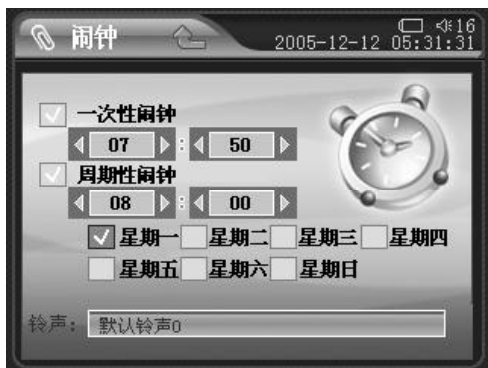 闹钟 16
2005-12-12 05:31:31
一次性闹钟
07 : 50
周期性闹钟
08 : 00
星期一 星期二 星期三 星期四
星期五 星期六 星期日
铃声: 默认铃声0